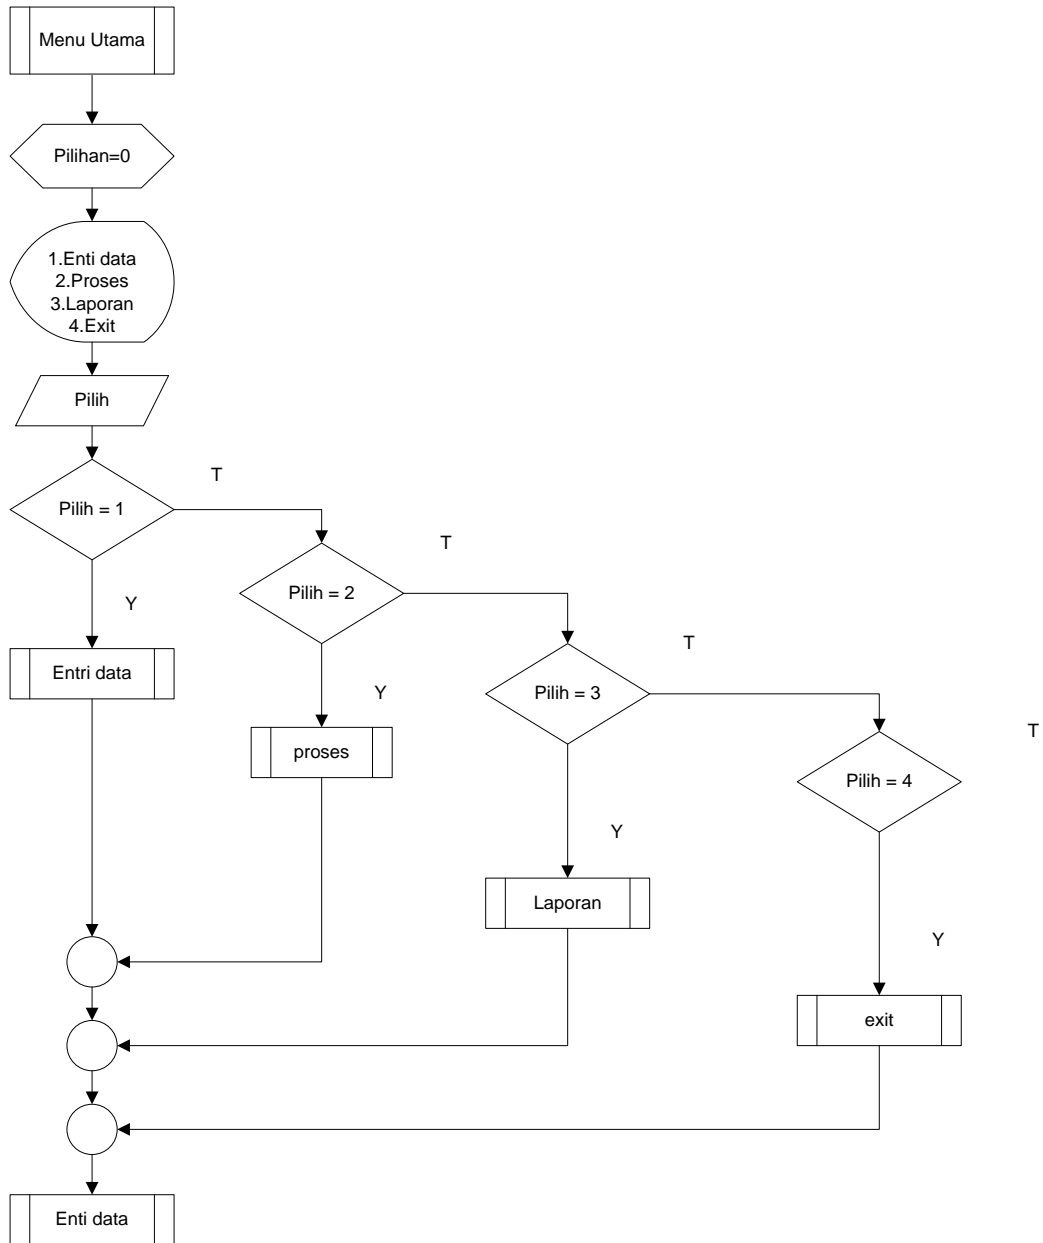 Menu Utama
Pilihan=0
1.Enti data
2.Proses
3.Laporan
4.Exit
Pilih
T
Pilih = 1
T
Pilih = 2
Y
T
Entri data
Pilih = 3
Y
T
proses
Pilih = 4
Y
Laporan
Y
exit
Enti data